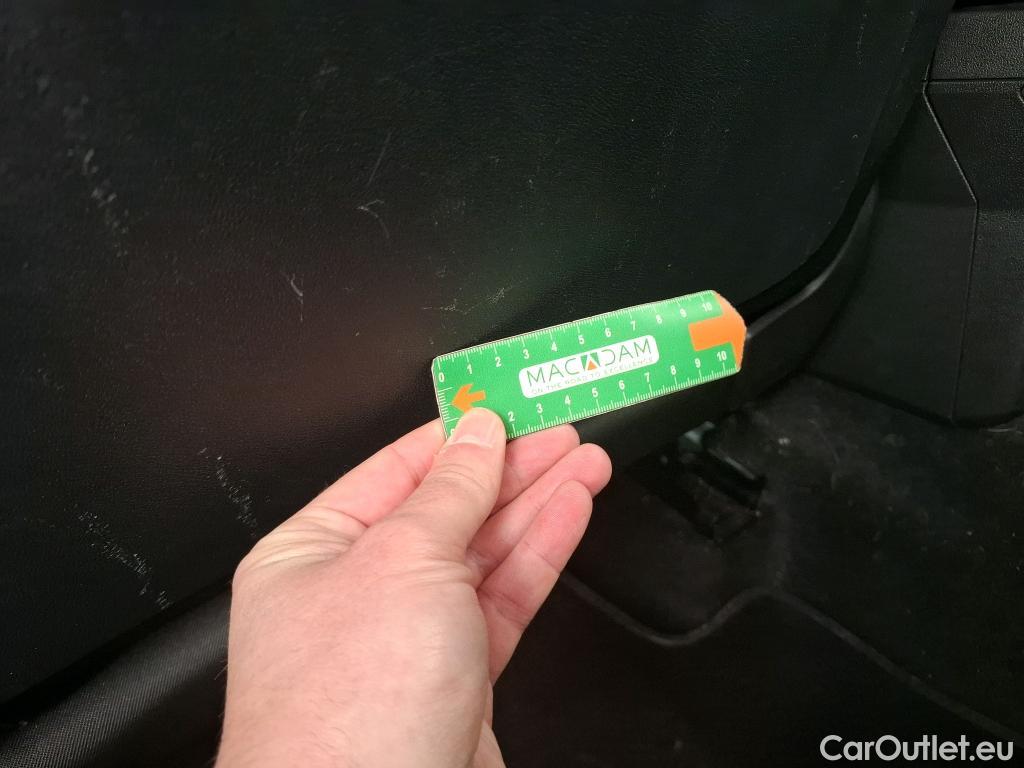 0 1 2 3 4 5 6 7 8 9 10
MACADAM
ON THE ROAD TO EXCELLENCE
2 3 4 5 6 7 8 9 10
CarOutlet.eu